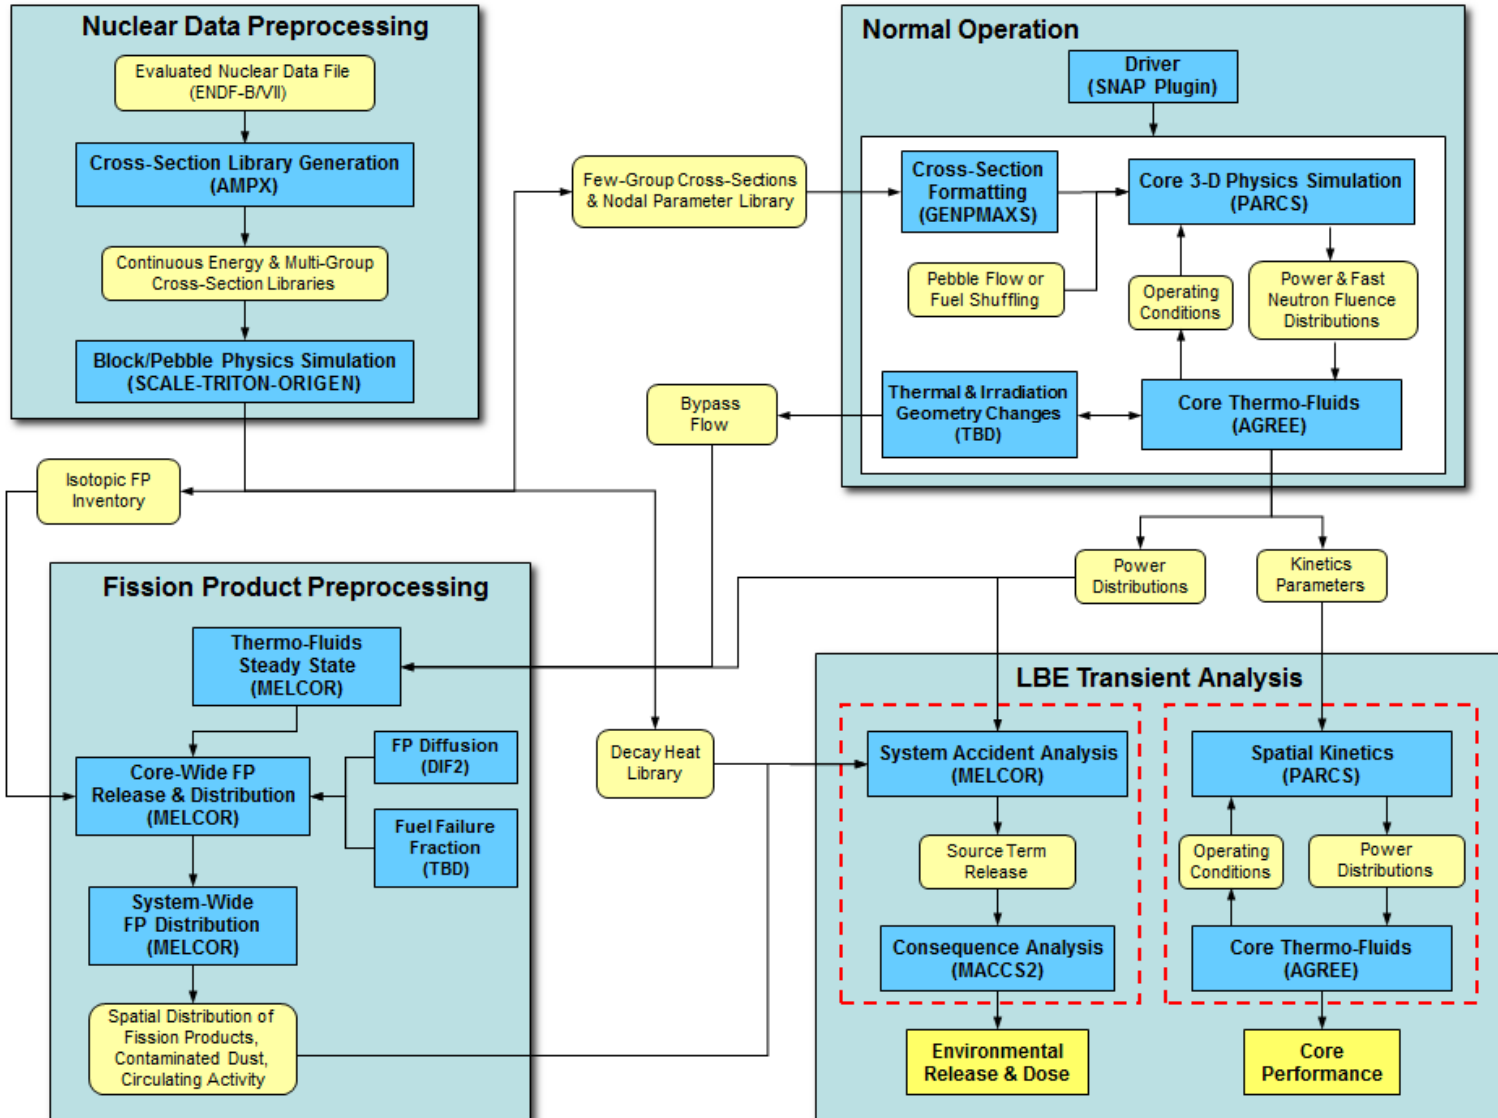 Nuclear Data Preprocessing
Evaluated Nuclear Data File
(ENDF-B/VII)
Cross-Section Library Generation
(AMPX)
Continuous Energy & Multi-Group
Cross-Section Libraries
Block/Pebble Physics Simulation
(SCALE-TRITON-ORIGEN)
Normal Operation
Driver
(SNAP Plugin)
Few-Group Cross-Sections
& Nodal Parameter Library
Cross-Section
Formatting
(GENPMAXS)
Core 3-D Physics Simulation
(PARCS)
Pebble Flow or
Fuel Shuffling
Operating
Conditions
Power & Fast
Neutron Fluence
Distributions
Bypass
Flow
Thermal & Irradiation
Geometry Changes
(TBD)
Core Thermo-Fluids
(AGREE)
Isotopic FP
Inventory
Power
Distributions
Kinetics
Parameters
Fission Product Preprocessing
Thermo-Fluids
Steady State
(MELCOR)
FP Diffusion
(DIF2)
Core-Wide FP
Release & Distribution
(MELCOR)
Fuel Failure
Fraction
(TBD)
System-Wide
FP Distribution
(MELCOR)
Spatial Distribution of
Fission Products,
Contaminated Dust,
Circulating Activity
Decay Heat
Library
LBE Transient Analysis
System Accident Analysis
(MELCOR)
Source Term
Release
Consequence Analysis
(MACCS2)
Environmental
Release & Dose
Spatial Kinetics
(PARCS)
Operating
Conditions
Power
Distributions
Core Thermo-Fluids
(AGREE)
Core
Performance